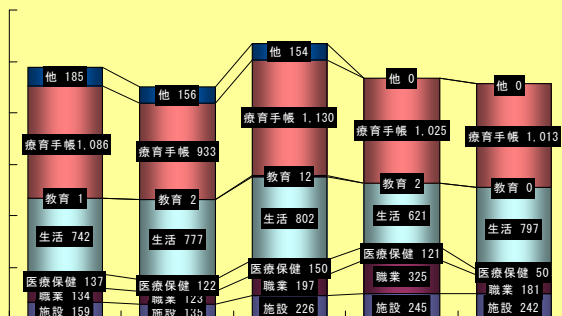 他 185
療育手帳1,086
教育 1
生活 742
医療保健 137
職業 134
施設 159
他 156
療育手帳 933
教育 2
生活 777
医療保健 122
職業 123
施設 135
他 154
療育手帳 1,130
教育 12
生活 802
医療保健 150
職業 197
施設 226
他 0
療育手帳 1,025
教育 2
生活 621
医療保健 121
職業 325
施設 245
他 0
療育手帳 1,013
教育 0
生活 797
医療保健 50
職業 181
施設 242